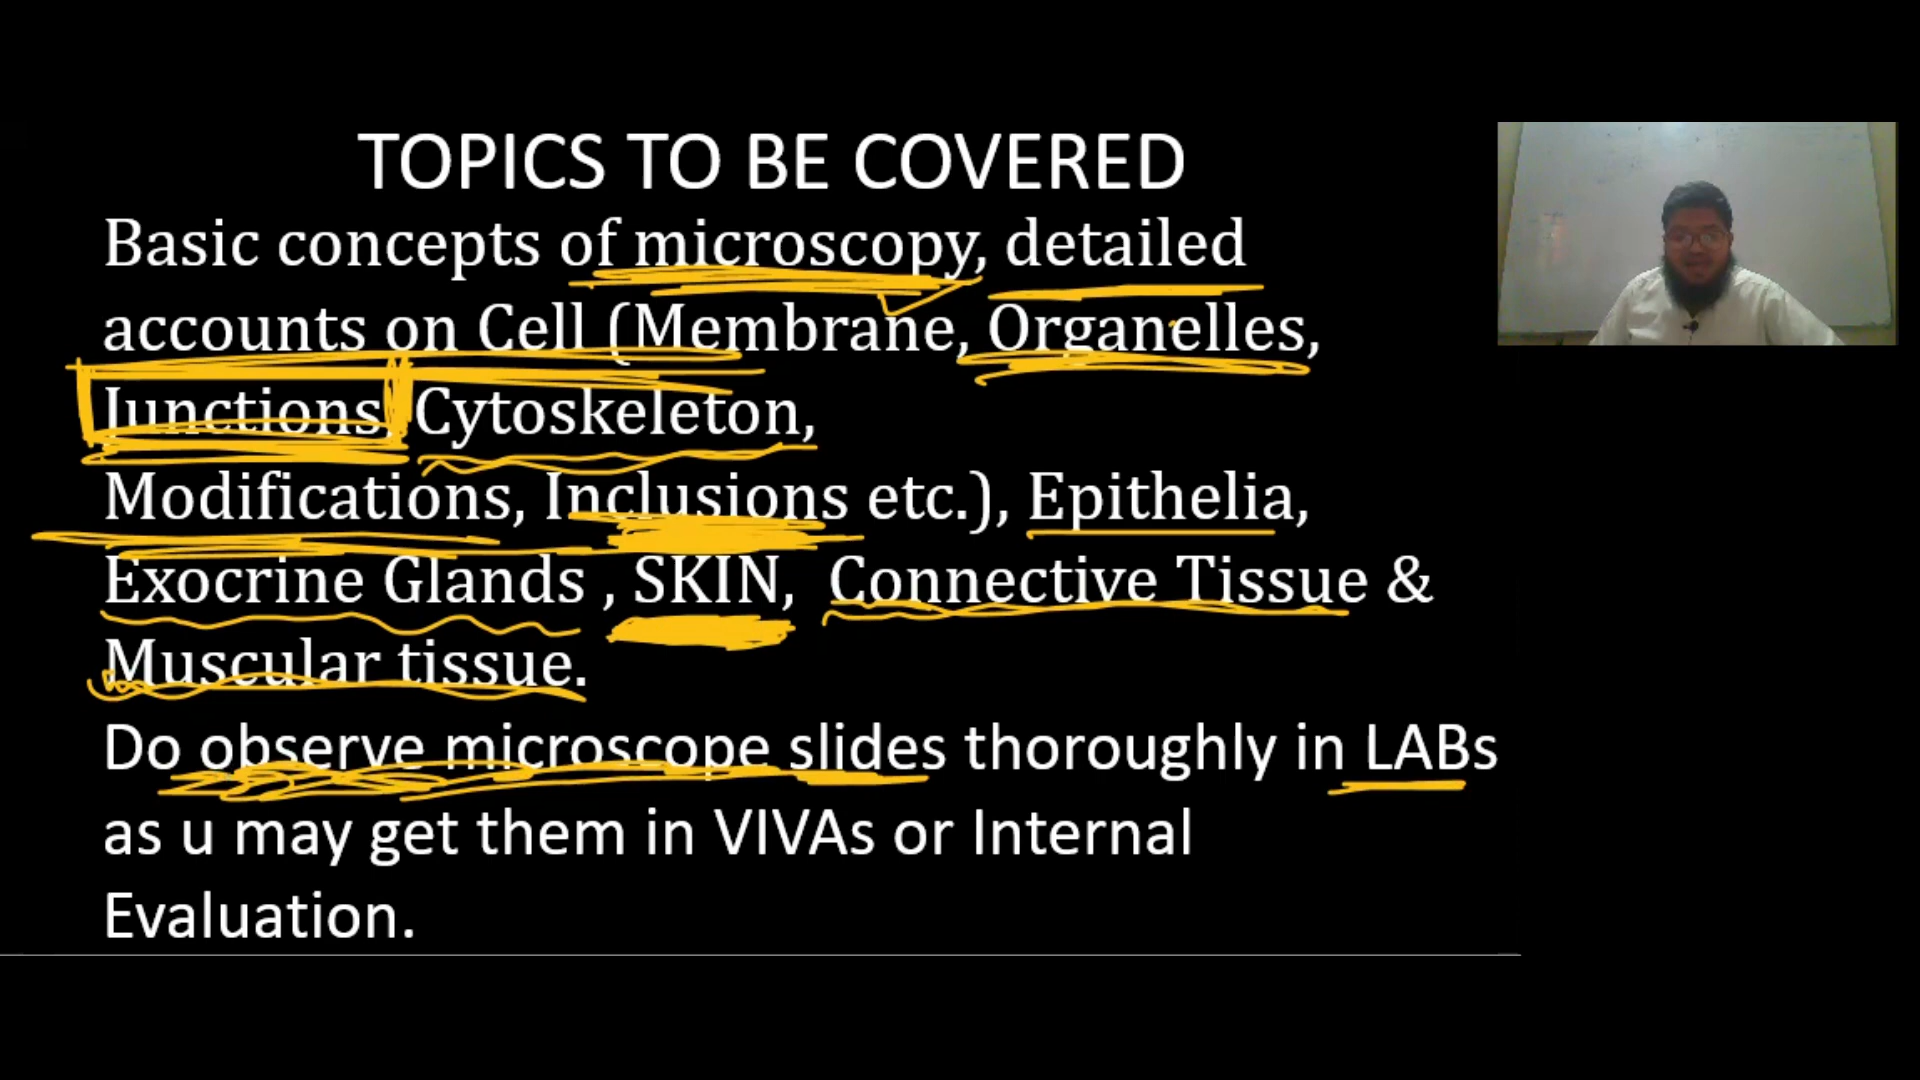 TOPICS TO BE COVERED
Basic concepts of microscopy, detailed
accounts on Cell (Membrane, Organelles,
Junctions, Cytoskeleton,
Modifications, Inclusions etc.), Epithelia,
Exocrine Glands , SKIN, Connective Tissue &
Muscular tissue.
Do observe microscope slides thoroughly in LABs
as u may get them in VIVAs or Internal
Evaluation.